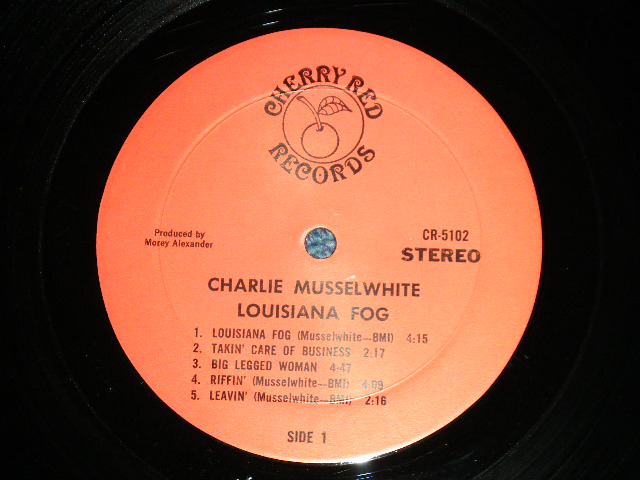 CHERRY RED
RECORDS
Produced by
Morey Alexander
CR-5102
STEREO
CHARLIE MUSSELWHITE
LOUISIANA FOG
1. LOUISIANA FOG (Musselwhite—BMI) 4:15
2. TAKIN' CARE OF BUSINESS 2:17
3. BIG LEGGED WOMAN 4:47
4. RIFFIN' (Musselwhite—BMI) 4:09
5. LEAVIN' (Musselwhite—BMI) 2:16
SIDE 1